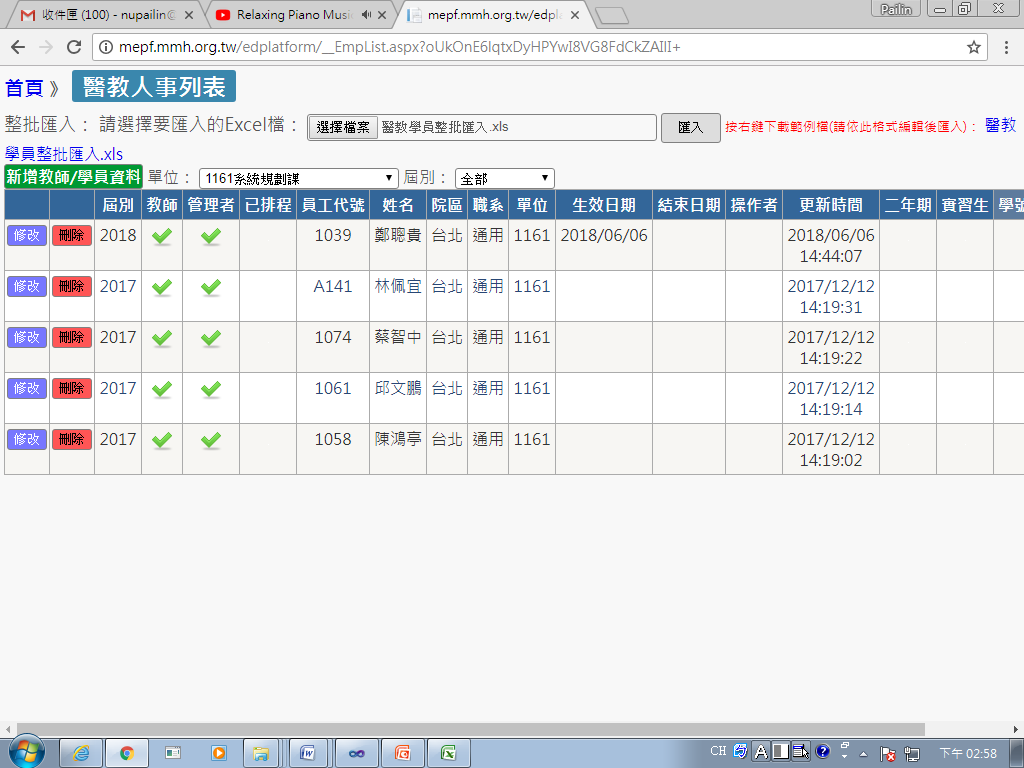 收件匣 (100) - nupailin@
Relaxing Piano Music
mepf.mmh.org.tw/edpla
Pailin
mepf.mmh.org.tw/edplatform/__EmpList.aspx?oUkOnE6lqtxDyHPYwI8VG8FdCkZAIlI+
首頁 》 醫教人事列表
整批匯入： 請選擇要匯入的Excel檔： 選擇檔案 醫教學員整批匯入.xls 匯入 按右鍵下載範例檔(請依此格式編輯後匯入)： 醫教
學員整批匯入.xls
新增教師/學員資料 單位： 1161系統規劃課 屆別： 全部
屆別 教師 管理者 已排程 員工代號 姓名 院區 職系 單位 生效日期 結束日期 操作者 更新時間 二年期 實習生 學號
修改 刪除 2018 1039 鄭聰貴 台北 通用 1161 2018/06/06 2018/06/06
14:44:07
修改 刪除 2017 A141 林佩宜 台北 通用 1161 2017/12/12
14:19:31
修改 刪除 2017 1074 蔡智中 台北 通用 1161 2017/12/12
14:19:22
修改 刪除 2017 1061 邱文鵬 台北 通用 1161 2017/12/12
14:19:14
修改 刪除 2017 1058 陳鴻亭 台北 通用 1161 2017/12/12
14:19:02
CH
下午 02:58